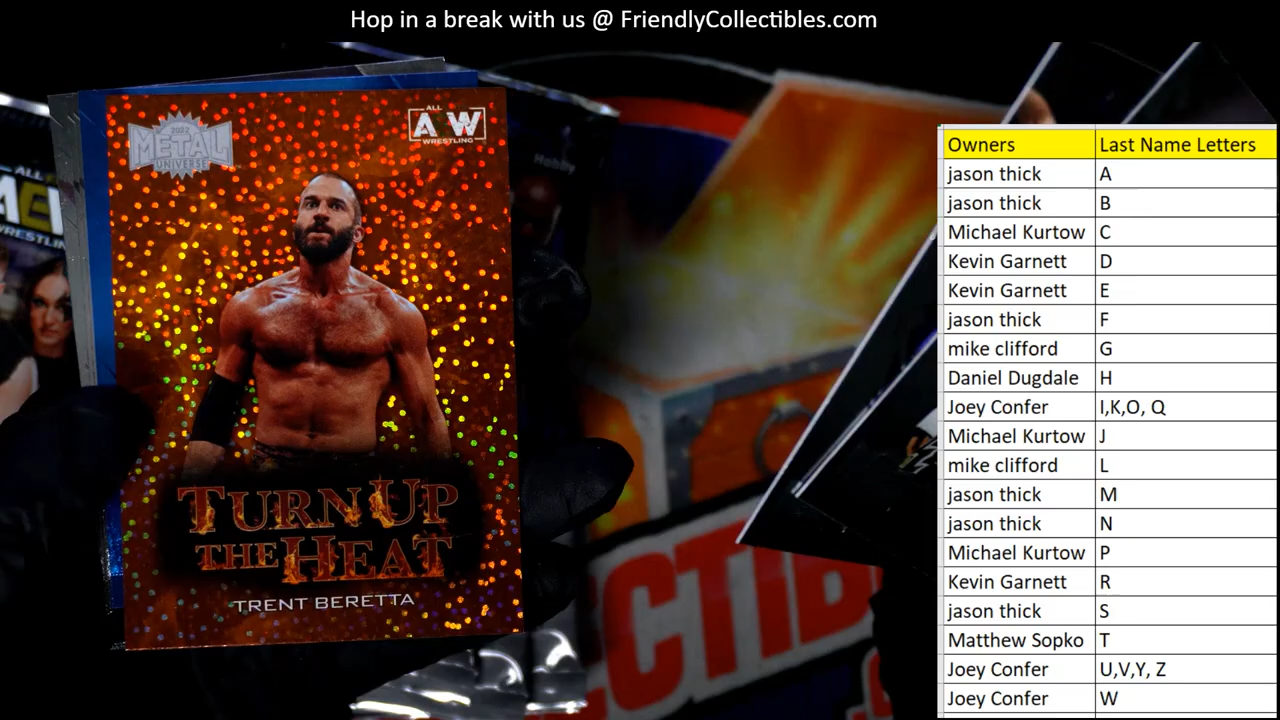 Hop in a break with us @ FriendlyCollectibles.com
2022
METAL
UNIVERSE
ALL
AEW
WRESTLING
TURN UP
THE HEAT
TRENT BERETTA
Hobby
Owners Last Name Letters
jason thick A
jason thick B
Michael Kurtow C
Kevin Garnett D
Kevin Garnett E
jason thick F
mike clifford G
Daniel Dugdale H
Joey Confer I,K,O, Q
Michael Kurtow J
mike clifford L
jason thick M
jason thick N
Michael Kurtow P
Kevin Garnett R
jason thick S
Matthew Sopko T
Joey Confer U,V,Y, Z
Joey Confer W